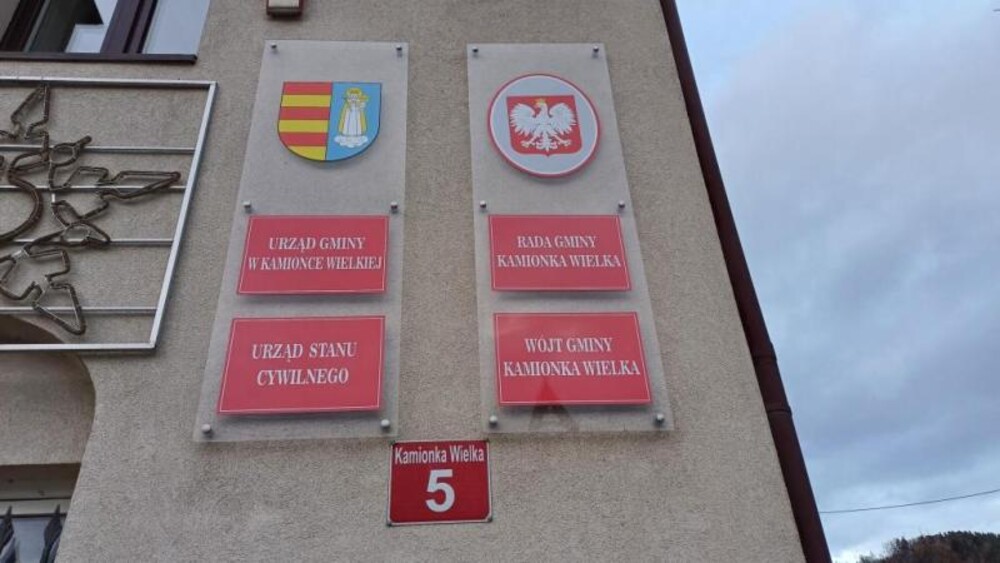 URZĄD GMINY
W KAMIONCE WIELKIEJ
URZĄD STANU
CYWILNEGO
RADA GMINY
KAMIONKA WIELKA
WÓJT GMINY
KAMIONKA WIELKA
Kamionka Wielka
5